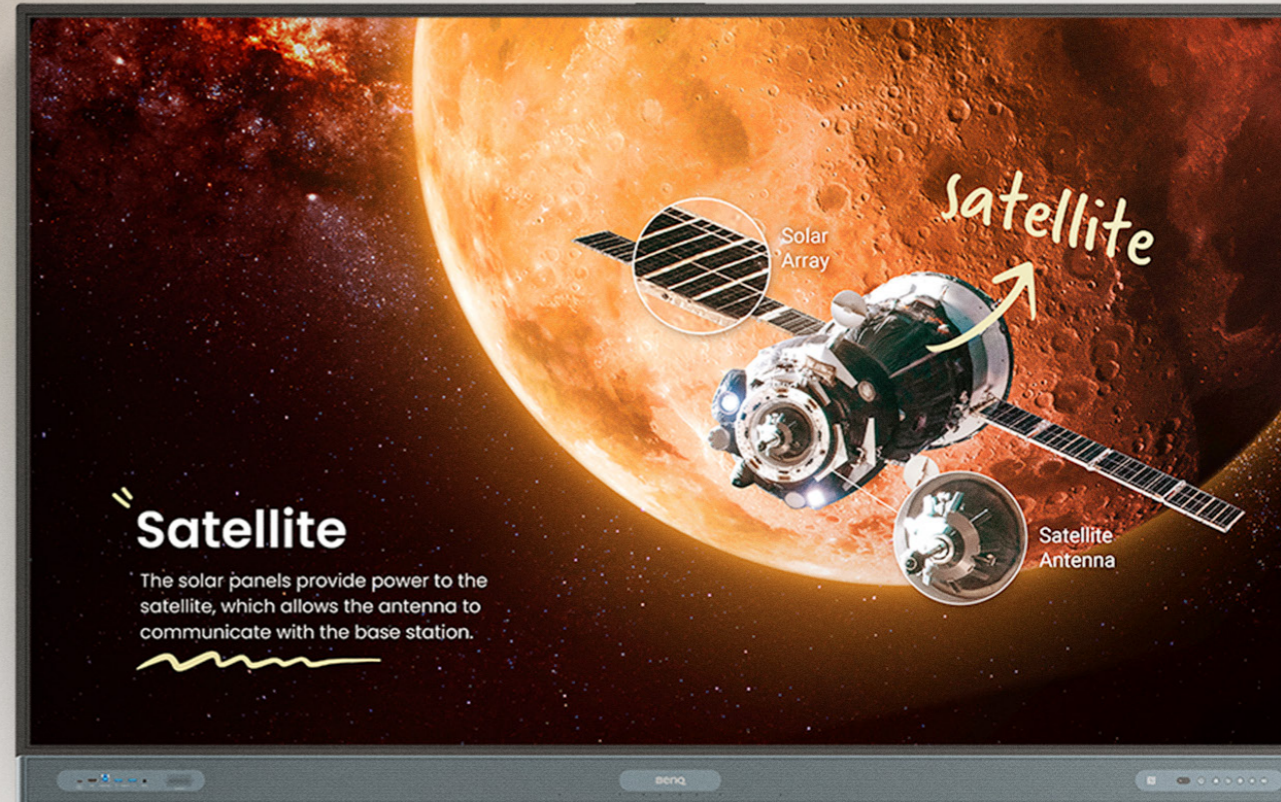 satellite
Solar
Array
Satellite
Antenna
Satellite
The solar panels provide power to the
satellite, which allows the antenna to
communicate with the base station.
BenQ